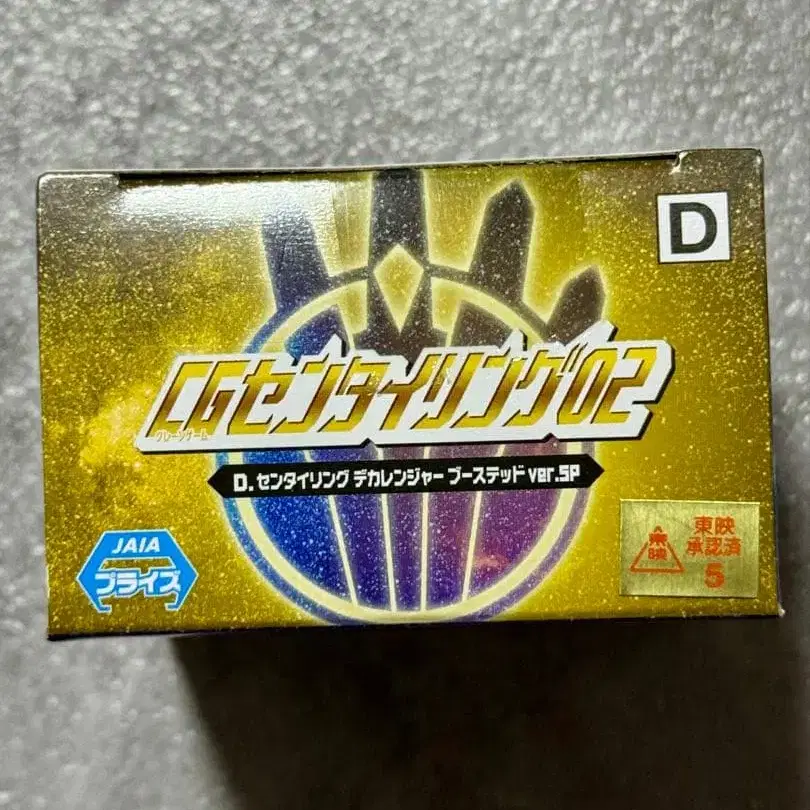 D
CGセンタイリング02
クレーンゲーム
D. センタイリング デカレンジャー ブーステッド ver.SP
JAIA
プライズ
東映
東映
承認済
5